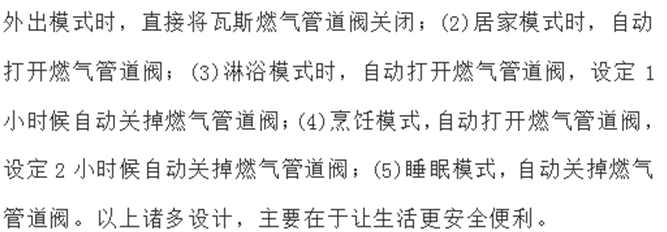 外出模式时，直接将瓦斯燃气管道阀关闭；(2)居家模式时，自动
打开燃气管道阀；(3)淋浴模式时，自动打开燃气管道阀，设定 1
小时候自动关掉燃气管道阀；(4)烹饪模式，自动打开燃气管道阀，
设定 2 小时候自动关掉燃气管道阀；(5)睡眠模式，自动关掉燃气
管道阀。以上诸多设计，主要在于让生活更安全便利。